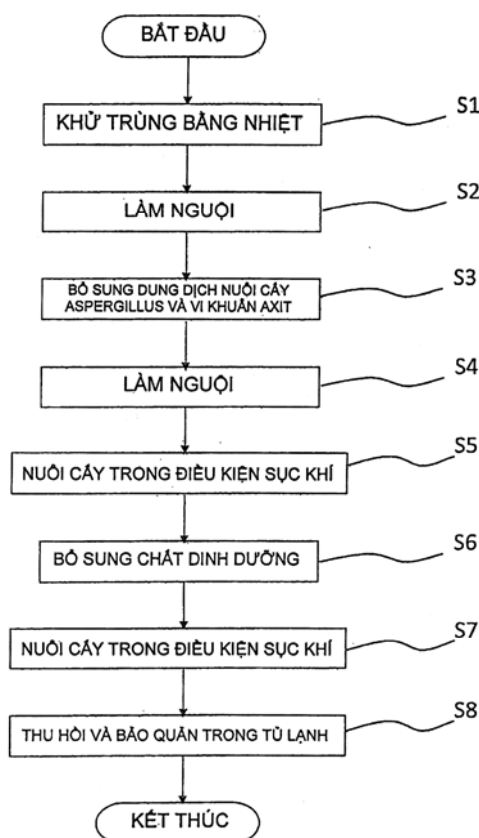 BẮT ĐẦU
KHỬ TRÙNG BẰNG NHIỆT
S1
LÀM NGUỘI
S2
BỔ SUNG DUNG DỊCH NUÔI CẤY
ASPERGILLUS VÀ VI KHUẨN AXIT
S3
LÀM NGUỘI
S4
NUÔI CẤY TRONG ĐIỀU KIỆN SỤC KHÍ
S5
BỔ SUNG CHẤT DINH DƯỠNG
S6
NUÔI CẤY TRONG ĐIỀU KIỆN SỤC KHÍ
S7
THU HỒI VÀ BẢO QUẢN TRONG TỦ LẠNH
S8
KẾT THÚC